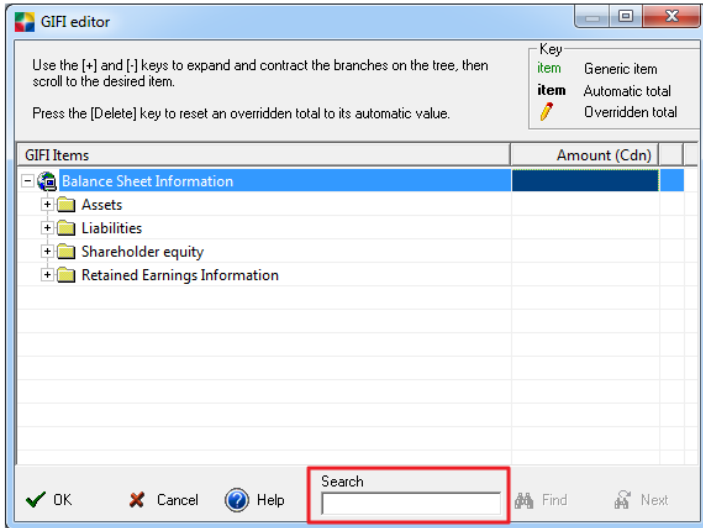 GIFI editor
Use the [+] and [-] keys to expand and contract the branches on the tree, then
scroll to the desired item.
Press the [Delete] key to reset an overridden total to its automatic value.
Key
item Generic item
item Automatic total
Overridden total
GIFI Items Amount (Cdn)
Balance Sheet Information
Assets
Liabilities
Shareholder equity
Retained Earnings Information
Search
OK Cancel Help Find Next